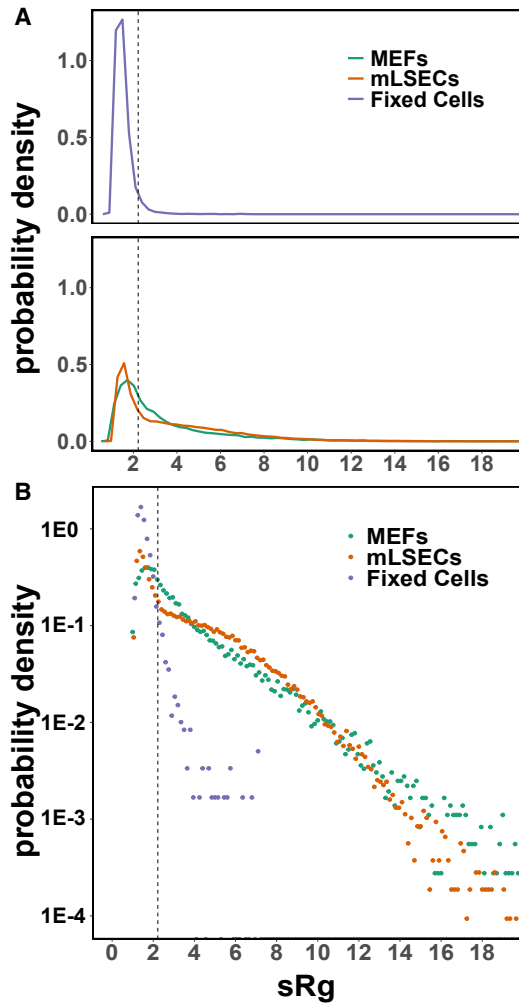 A
1.0
0.5
0.0
MEFs
mLSECs
Fixed Cells
probability density
1.0
0.5
0.0
2 4 6 8 10 12 14 16 18
B
1E0
1E-1
1E-2
1E-3
1E-4
MEFs
mLSECs
Fixed Cells
probability density
0 2 4 6 8 10 12 14 16 18
sRg